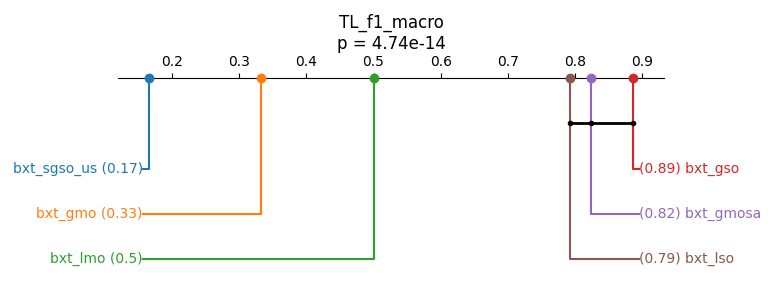 TL_f1_macro
p = 4.74e-14
0.2 0.3 0.4 0.5 0.6 0.7 0.8 0.9
bxt_sgso_us (0.17) (0.89) bxt_gso
bxt_gmo (0.33) (0.82) bxt_gmosa
bxt_lmo (0.5) (0.79) bxt_lso